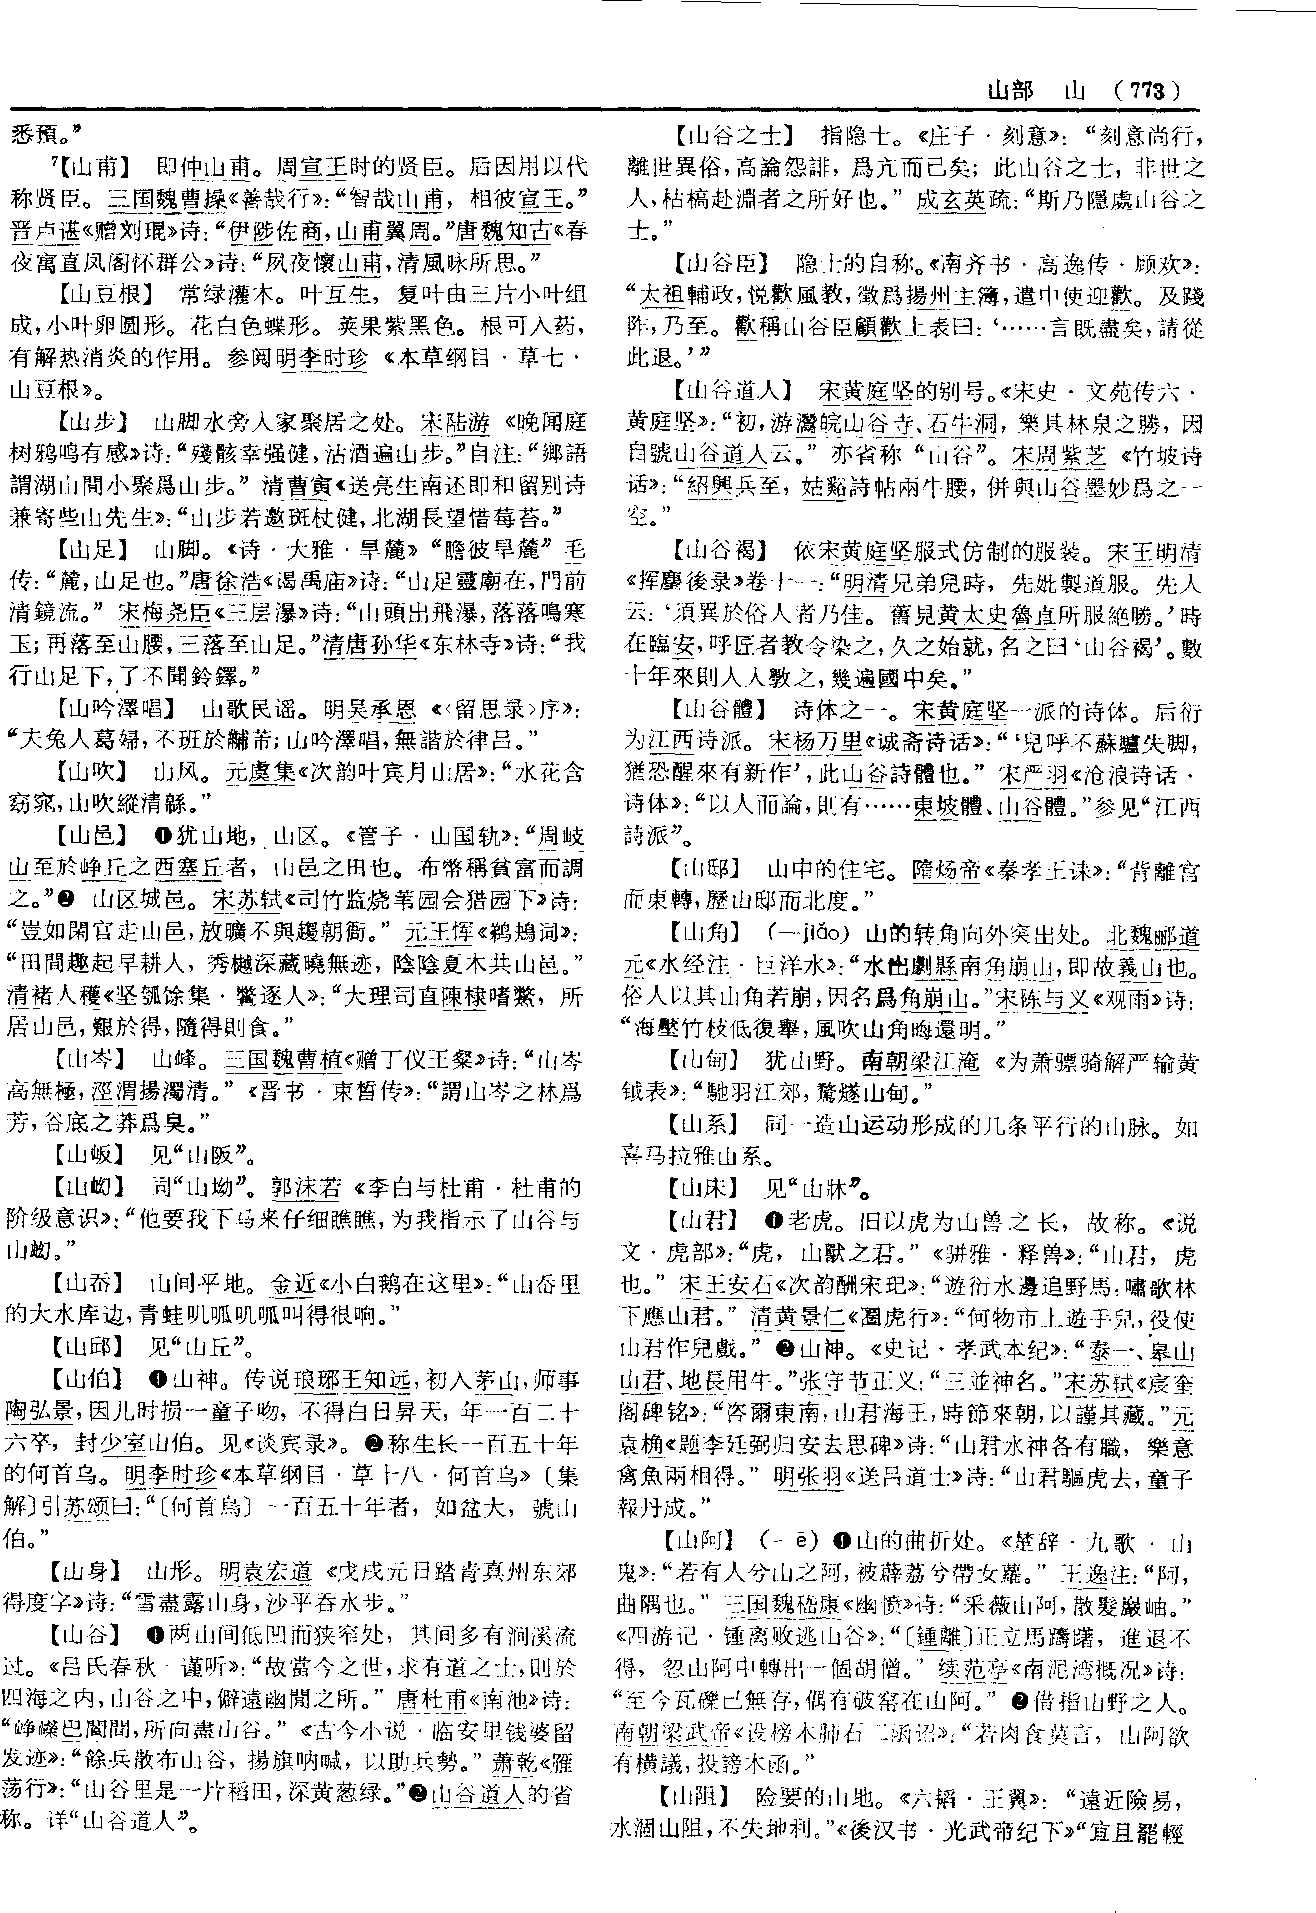 山部 山 (773)
悉預。”
【山甫】 即仲山甫。周宣王时的贤臣。后因用以代
称贤臣。三国魏曹操《善哉行》：“智哉山甫，相彼宣王。”
晋卢谌《赠刘琨》诗：“伊陟佐商，山甫翼周。”唐魏知古《春
夜寓直凤阁怀群公》诗：“夙夜懷山甫，清風咏所思。”
【山豆根】 常绿灌木。叶互生，复叶由三片小叶组
成，小叶卵圆形。花白色蝶形。荚果紫黑色。根可入药，
有解热消炎的作用。参阅明李时珍《本草纲目·草七·
山豆根》。
【山步】 山脚水旁人家聚居之处。宋陆游《晚闻庭
树鸦鸣有感》诗：“殘骸幸强健，沽酒遍山步。”自注：“鄉語
謂湖山間小聚爲山步。”清曹寅《送亮生南还即和留别诗
兼寄些山先生》：“山步若邀斑杖健，北湖長望惜莓苔。”
【山足】 山脚。《诗·大雅·旱麓》“瞻彼旱麓”毛
传：“麓，山足也。”唐徐浩《谒禹庙》诗：“山足靈廟在，門前
清鏡流。”宋梅尧臣《三层瀑》诗：“山頭出飛瀑，落落鳴寒
玉；再落至山腰，三落至山足。”清唐孙华《东林寺》诗：“我
行山足下，了不聞鈴鐸。”
【山吟澤唱】 山歌民谣。明吴承恩《〈留思录〉序》：
“夫兔人葛婦，不班於黼芾；山吟澤唱，無諧於律吕。”
【山吹】 山风。元虞集《次韵叶宾月山居》：“水花含
窈窕，山吹縱清繇。”
【山邑】 ❶犹山地，山区。《管子·山国轨》：“周岐
山至於峥丘之西塞丘者，山邑之田也。布幣稱貧富而調
之。”❷ 山区城邑。宋苏轼《司竹监烧苇园会猎园下》诗：
“豈如閑官走山邑，放曠不與趨朝衙。”元王恽《鹈鴂词》：
“田間趣起早耕人，秀樾深藏曉無迹，陰陰夏木共山邑。”
清褚人穫《坚瓠馀集·鳖逐人》：“大理司直陳棣嗜鱉，所
居山邑，艱於得，隨得則食。”
【山岑】 山峰。三国魏曹植《赠丁仪王粲》诗：“山岑
高無極，涇渭揚濁清。”《晋书·束皙传》：“謂山岑之林爲
芳，谷底之莽爲臭。”
【山岅】 见“山阪”。
【山岰】 同“山坳”。郭沫若《李白与杜甫·杜甫的
阶级意识》：“他要我下马来仔细瞧瞧，为我指示了山谷与
山岰。”
【山岙】 山间平地。金近《小白鹅在这里》：“山岙里
的大水库边，青蛙叽呱叽呱叫得很响。”
【山邱】 见“山丘”。
【山伯】 ❶山神。传说琅琊王知远，初入茅山，师事
陶弘景，因儿时损一童子吻，不得白日昇天，年一百二十
六卒，封少室山伯。见《谈宾录》。❷称生长一百五十年
的何首乌。明李时珍《本草纲目·草十八·何首乌》〔集
解〕引苏颂曰：“〔何首烏〕一百五十年者，如盆大，號山
伯。”
【山身】 山形。明袁宏道《戊戌元日踏青真州东郊
得度字》诗：“雪盡露山身，沙平吞水步。”
【山谷】 ❶两山间低凹而狭窄处，其间多有涧溪流
过。《吕氏春秋·谨听》：“故當今之世，求有道之士，則於
四海之内，山谷之中，僻遠幽閒之所。”唐杜甫《南池》诗：
“峥嶸巴閬間，所向盡山谷。”《古今小说·临安里钱婆留
发迹》：“餘兵散布山谷，揚旗呐喊，以助兵勢。”萧乾《雁
荡行》：“山谷里是一片稻田，深黄葱绿。”❷山谷道人的省
称。详“山谷道人”。
【山谷之士】 指隐士。《庄子·刻意》：“刻意尚行，
離世異俗，高論怨誹，爲亢而已矣；此山谷之士，非世之
人，枯槁赴淵者之所好也。”成玄英疏：“斯乃隱處山谷之
士。”
【山谷臣】 隐士的自称。《南齐书·高逸传·顾欢》：
“太祖輔政，悦歡風教，徵爲揚州主簿，遣中使迎歡。及踐
阼，乃至。歡稱山谷臣顧歡上表曰：‘……言既盡矣，請從
此退。’”
【山谷道人】 宋黄庭坚的别号。《宋史·文苑传六·
黄庭坚》：“初，游灊皖山谷寺、石牛洞，樂其林泉之勝，因
自號山谷道人云。”亦省称“山谷”。宋周紫芝《竹坡诗
话》：“紹興兵至，姑谿詩帖兩牛腰，併與山谷墨妙爲之一
空。”
【山谷褐】 依宋黄庭坚服式仿制的服装。宋王明清
《挥麈後录》卷十一：“明清兄弟兒時，先妣製道服。先人
云：‘須異於俗人者乃佳。舊見黄太史魯直所服絶勝。’時
在臨安，呼匠者教令染之，久之始就，名之曰‘山谷褐’。數
十年來則人人斆之，幾遍國中矣。”
【山谷體】 诗体之一。宋黄庭坚一派的诗体。后衍
为江西诗派。宋杨万里《诚斋诗话》：“‘兒呼不蘇驢失脚，
猶恐醒來有新作’，此山谷詩體也。”宋严羽《沧浪诗话·
诗体》：“以人而論，則有……東坡體、山谷體。”参见“江西
詩派”。
【山邸】 山中的住宅。隋炀帝《秦孝王诔》：“背離宫
而東轉，歷山邸而北度。”
【山角】 （—jiǎo）山的转角向外突出处。北魏郦道
元《水经注·巨洋水》：“水出劇縣南角崩山，即故義山也。
俗人以其山角若崩，因名爲角崩山。”宋陈与义《观雨》诗：
“海壓竹枝低復舉，風吹山角晦還明。”
【山甸】 犹山野。南朝梁江淹《为萧骠骑解严输黄
钺表》：“馳羽江郊，驚燧山甸。”
【山系】 同一造山运动形成的几条平行的山脉。如
喜马拉雅山系。
【山床】 见“山牀”。
【山君】 ❶老虎。旧以虎为山兽之长，故称。《说
文·虎部》：“虎，山獸之君。”《骈雅·释兽》：“山君，虎
也。”宋王安石《次韵酬宋玘》：“遊衍水邊追野馬，嘯歌林
下應山君。”清黄景仁《圈虎行》：“何物市上遊手兒，役使
山君作兒戲。”❷山神。《史记·孝武本纪》：“泰一、皋山
山君、地長用牛。”张守节正义：“三並神名。”宋苏轼《宸奎
阁碑铭》：“咨爾東南，山君海王，時節來朝，以謹其藏。”元
袁桷《题李廷弼归安去思碑》诗：“山君水神各有職，樂意
禽魚兩相得。”明张羽《送吕道士》诗：“山君驅虎去，童子
報丹成。”
【山阿】 （—ē）❶山的曲折处。《楚辞·九歌·山
鬼》：“若有人兮山之阿，被薜荔兮帶女蘿。”王逸注：“阿，
曲隅也。”三国魏嵇康《幽愤》诗：“采薇山阿，散髮巖岫。”
《四游记·锺离败逃山谷》：“〔鍾離〕正立馬躊躇，進退不
得，忽山阿中轉出一個胡僧。”续范亭《南泥湾概况》诗：
“至今瓦礫已無存，偶有破窑在山阿。”❷借指山野之人。
南朝梁武帝《设榜木肺石二函诏》：“若肉食莫言，山阿欲
有横議，投謗木函。”
【山阻】 险要的山地。《六韬·王翼》：“遠近險易，
水涸山阻，不失地利。”《後汉书·光武帝纪下》“宜且罷輕